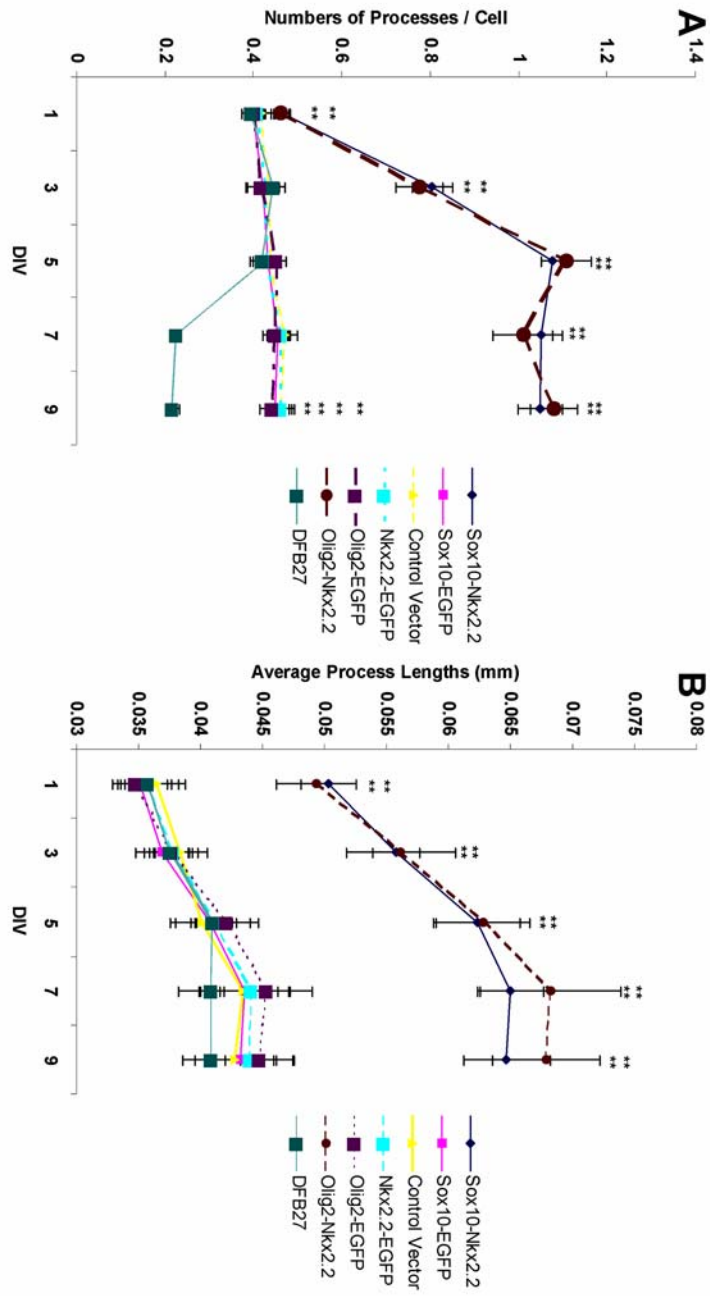 A
Numbers of Processes / Cell
1.4
1.2
1
0.8
0.6
0.4
0.2
0
** **
** **
**
**
** **
** ** ** **
** **
1 3 5 7 9
DIV
Sox10-Nkx2.2
Sox10-EGFP
Control Vector
Nkx2.2-EGFP
Olig2-EGFP
Olig2-Nkx2.2
DFB27
B
Average Process Lengths (mm)
0.08
0.075
0.07
0.065
0.06
0.055
0.05
0.045
0.04
0.035
0.03
**
**
**
**
**
**
**
**
**
**
1 3 5 7 9
DIV
Sox10-Nkx2.2
Sox10-EGFP
Control Vector
Nkx2.2-EGFP
Olig2-EGFP
Olig2-Nkx2.2
DFB27